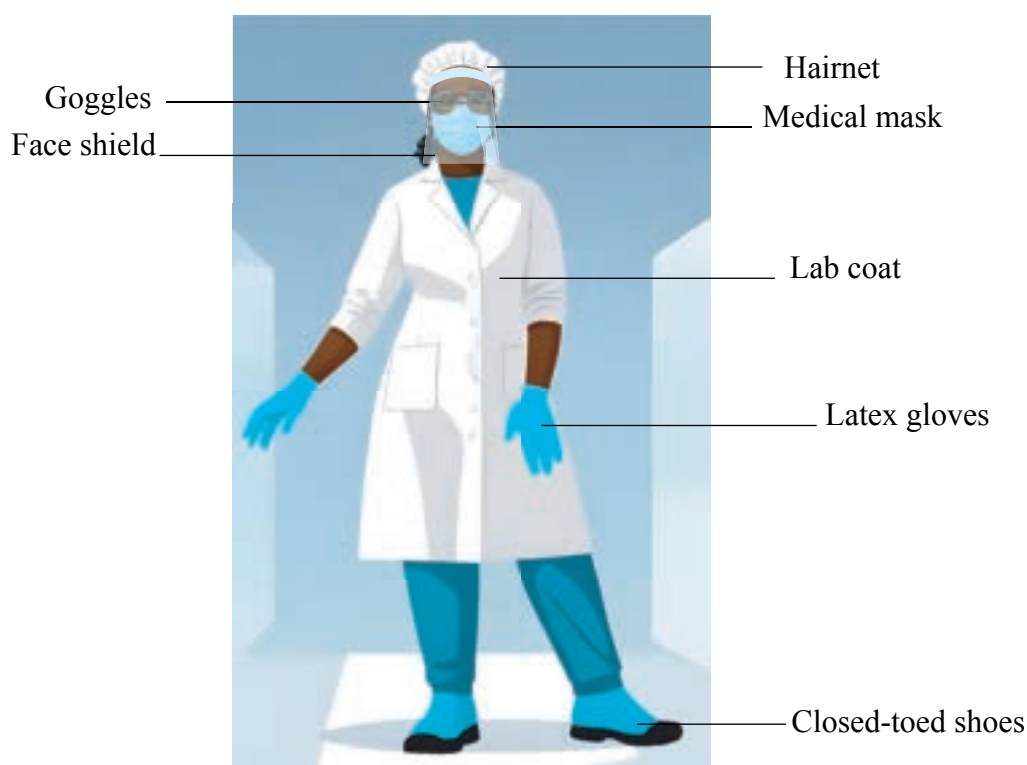 Hairnet
Goggles
Medical mask
Face shield
Lab coat
Latex gloves
Closed-toed shoes